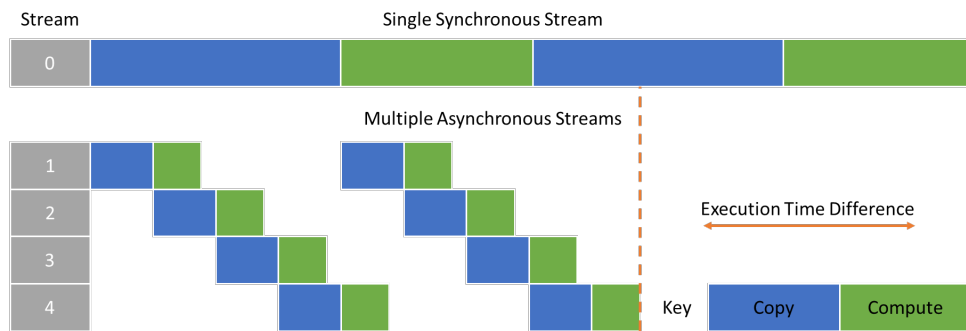 Stream
Single Synchronous Stream
0
Multiple Asynchronous Streams
1
2
3
4
Execution Time Difference
Key
Copy
Compute